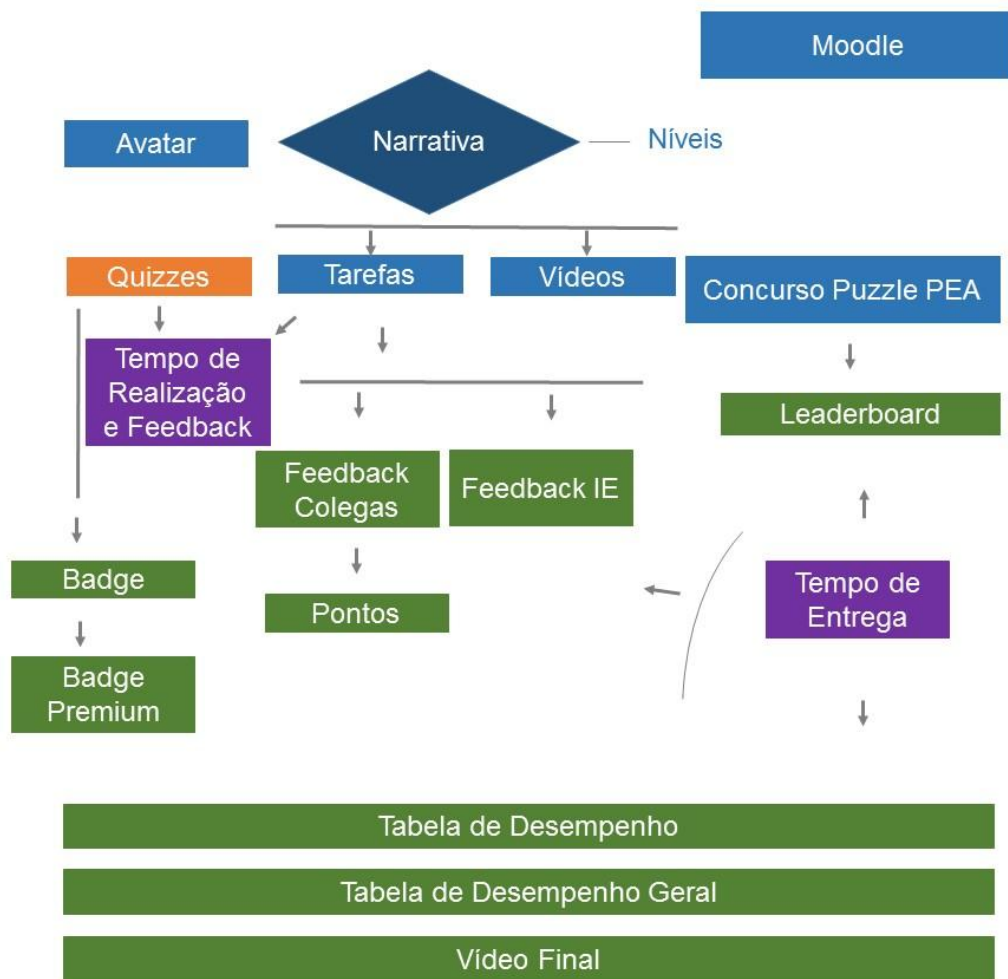 Moodle
Avatar
Narrativa
Níveis
Quizzes
Tarefas
Vídeos
Concurso Puzzle PEA
Tempo de
Realização
e Feedback
Leaderboard
Feedback
Colegas
Feedback IE
Badge
Pontos
Tempo de
Entrega
Badge
Premium
Tabela de Desempenho
Tabela de Desempenho Geral
Vídeo Final